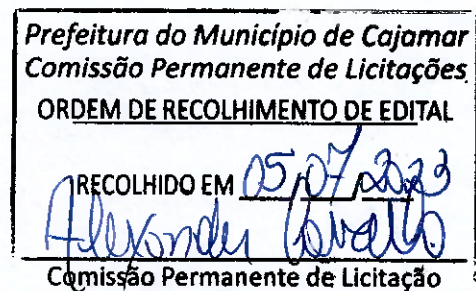 Prefeitura do Município de Cajamar
Comissão Permanente de Licitações
ORDEM DE RECOLHIMENTO DE EDITAL
RECOLHIDO EM 05/07/2023
Comissão Permanente de Licitação